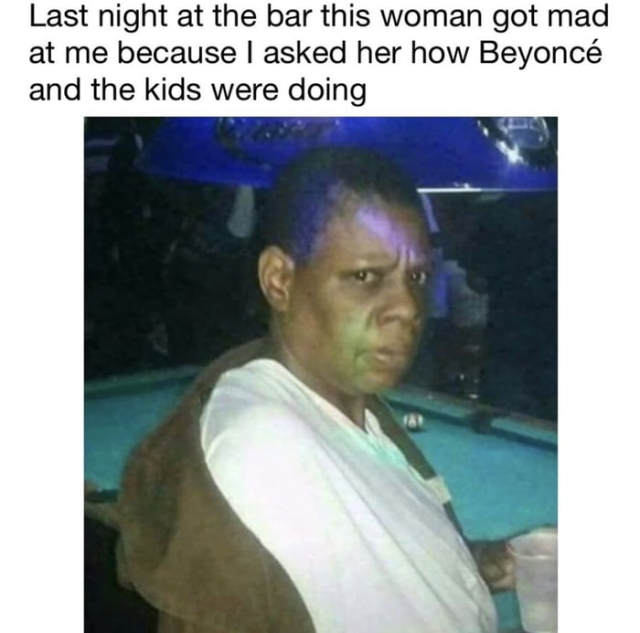 Last night at the bar this woman got mad
at me because I asked her how Beyoncé
and the kids were doing